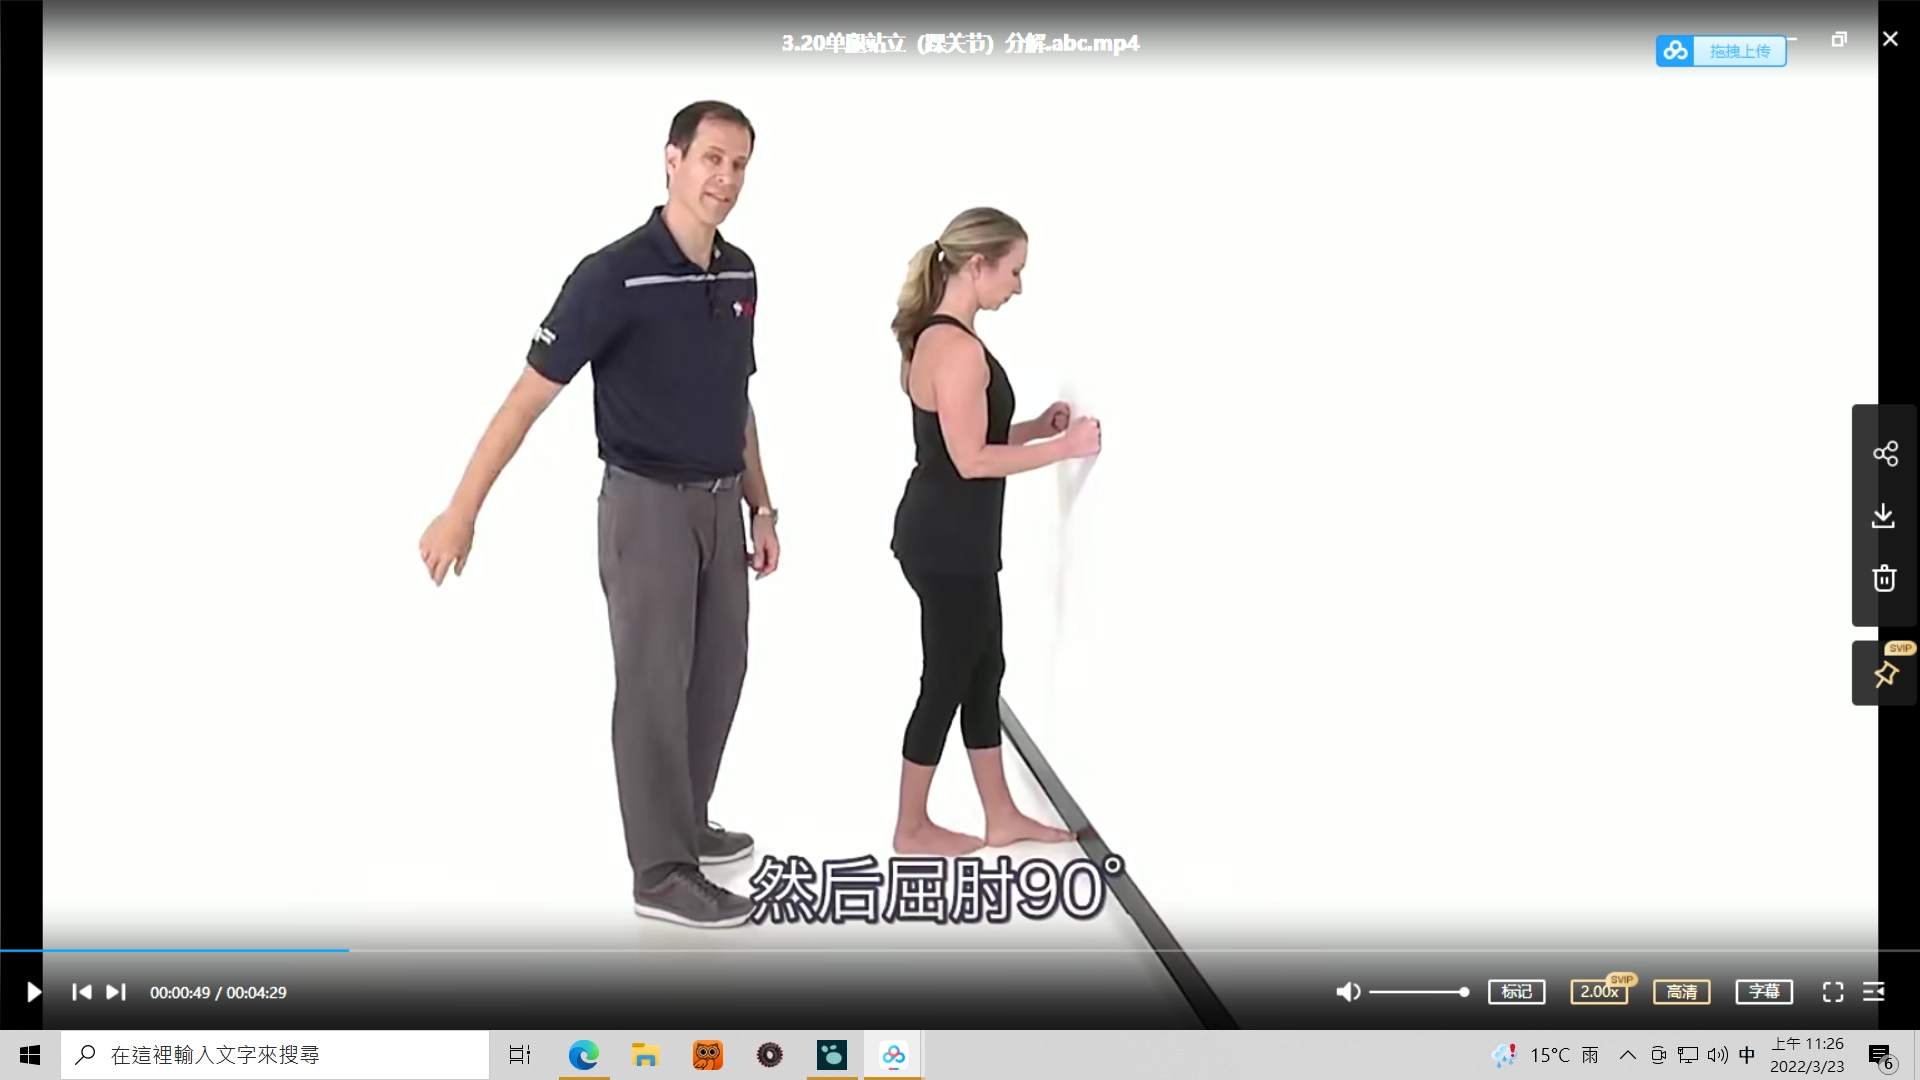 3.20单腿站立（踝关节）分解.abc.mp4
拖拽上传
SVIP
然后屈肘90°
00:00:49 / 00:04:29
标记
2.00x
SVIP
高清
字幕
在這裡輸入文字來搜尋
15°C 雨
中
上午 11:26
2022/3/23
6